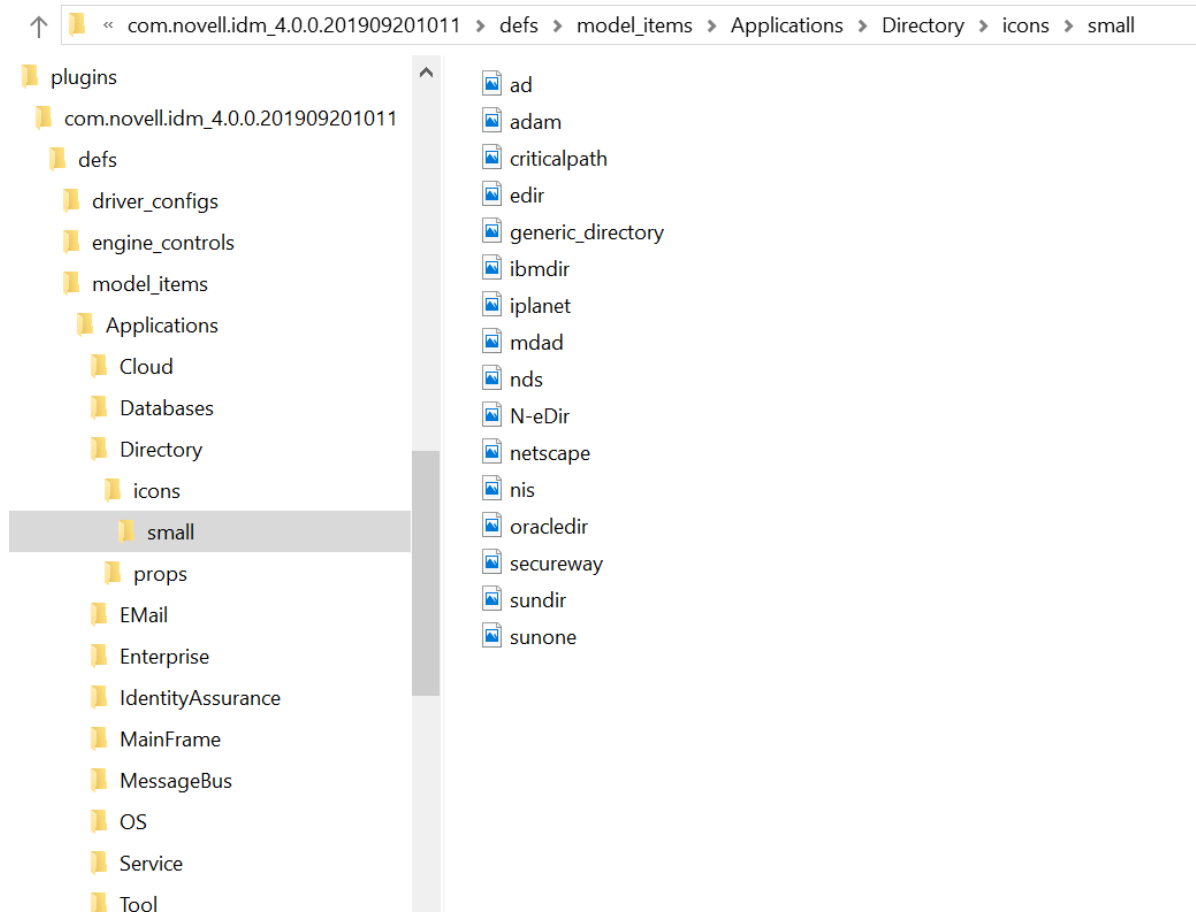 « com.novell.idm_4.0.0.201909201011 > defs > model_items > Applications > Directory > icons > small
plugins
com.novell.idm_4.0.0.201909201011
defs
driver_configs
engine_controls
model_items
Applications
Cloud
Databases
Directory
icons
small
props
EMail
Enterprise
IdentityAssurance
MainFrame
MessageBus
OS
Service
Tool
ad
adam
criticalpath
edir
generic_directory
ibmdir
iplanet
mdad
nds
N-eDir
netscape
nis
oracledir
secureway
sundir
sunone